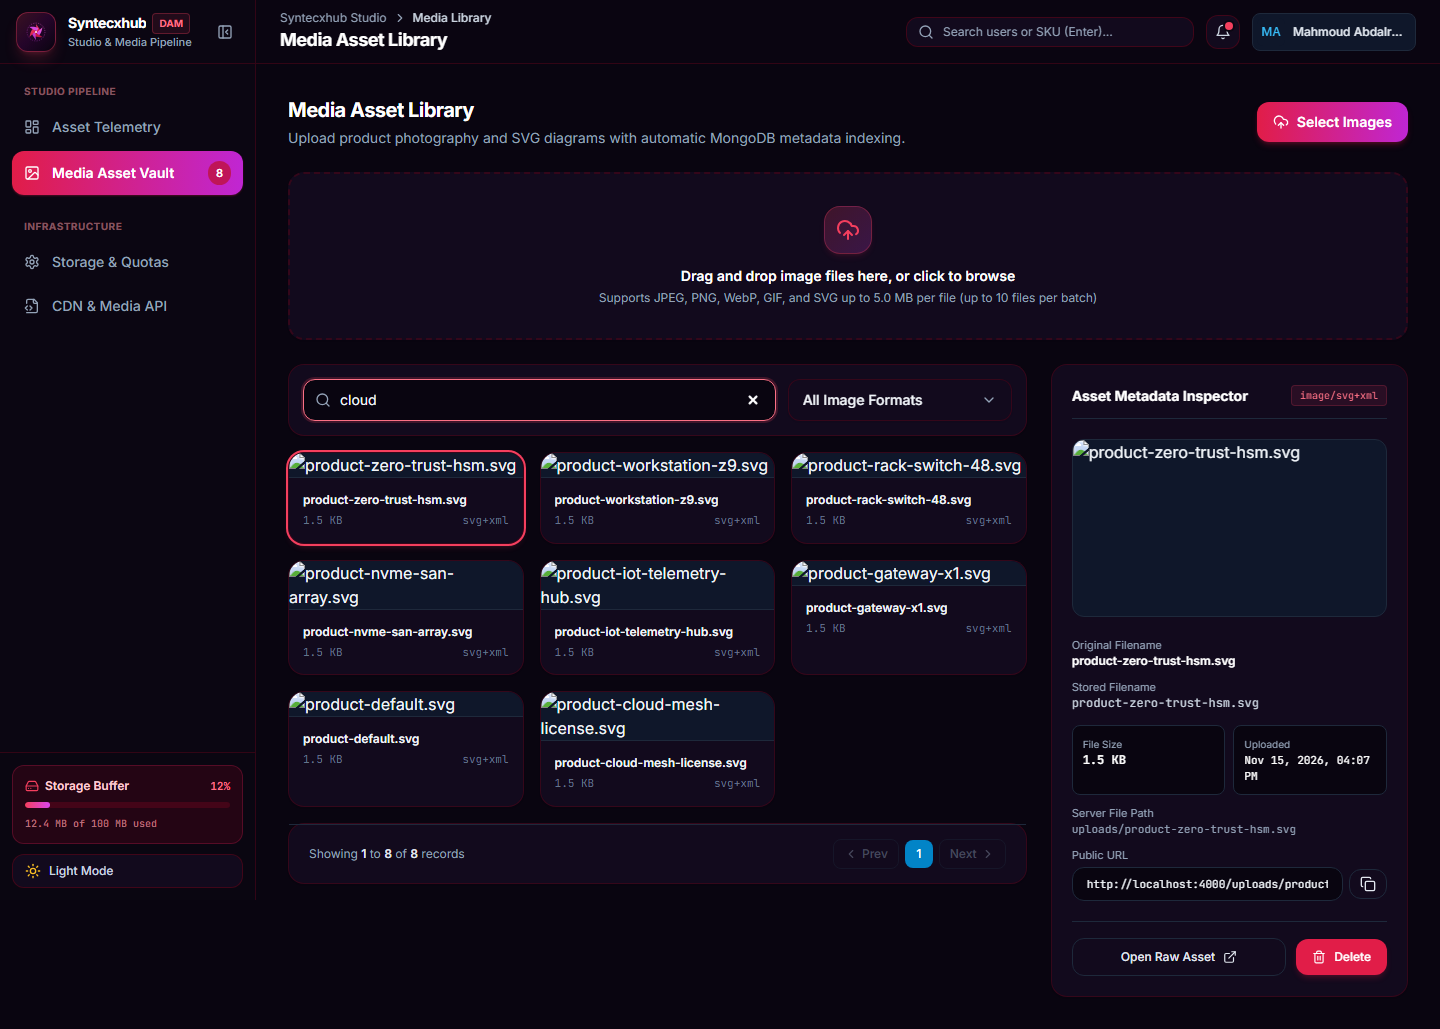 Syntecxhub DAM
Studio & Media Pipeline
STUDIO PIPELINE
Asset Telemetry
Media Asset Vault 8
INFRASTRUCTURE
Storage & Quotas
CDN & Media API
Storage Buffer 12%
12.4 MB of 100 MB used
Light Mode
Syntecxhub Studio > Media Library
Media Asset Library
Search users or SKU (Enter)...
MA Mahmoud Abdalr...
Media Asset Library
Upload product photography and SVG diagrams with automatic MongoDB metadata indexing.
Select Images
Drag and drop image files here, or click to browse
Supports JPEG, PNG, WebP, GIF, and SVG up to 5.0 MB per file (up to 10 files per batch)
cloud
All Image Formats
product-zero-trust-hsm.svg
product-zero-trust-hsm.svg
1.5 KB svg+xml
product-workstation-z9.svg
product-workstation-z9.svg
1.5 KB svg+xml
product-rack-switch-48.svg
product-rack-switch-48.svg
1.5 KB svg+xml
product-nvme-san-
array.svg
product-nvme-san-array.svg
1.5 KB svg+xml
product-iot-telemetry-
hub.svg
product-iot-telemetry-hub.svg
1.5 KB svg+xml
product-gateway-x1.svg
product-gateway-x1.svg
1.5 KB svg+xml
product-default.svg
product-default.svg
1.5 KB svg+xml
product-cloud-mesh-
license.svg
product-cloud-mesh-license.svg
1.5 KB svg+xml
Showing 1 to 8 of 8 records
Prev 1 Next
Asset Metadata Inspector image/svg+xml
product-zero-trust-hsm.svg
Original Filename
product-zero-trust-hsm.svg
Stored Filename
product-zero-trust-hsm.svg
File Size
1.5 KB
Uploaded
Nov 15, 2026, 04:07
PM
Server File Path
uploads/product-zero-trust-hsm.svg
Public URL
http://localhost:4000/uploads/product
Open Raw Asset
Delete